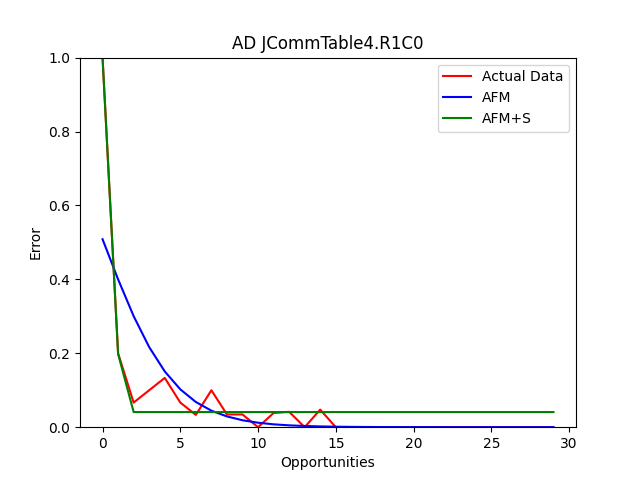 AD JCommTable4.R1C0
1.0
0.8
0.6
0.4
0.2
0.0
Error
Actual Data
AFM
AFM+S
0 5 10 15 20 25 30
Opportunities